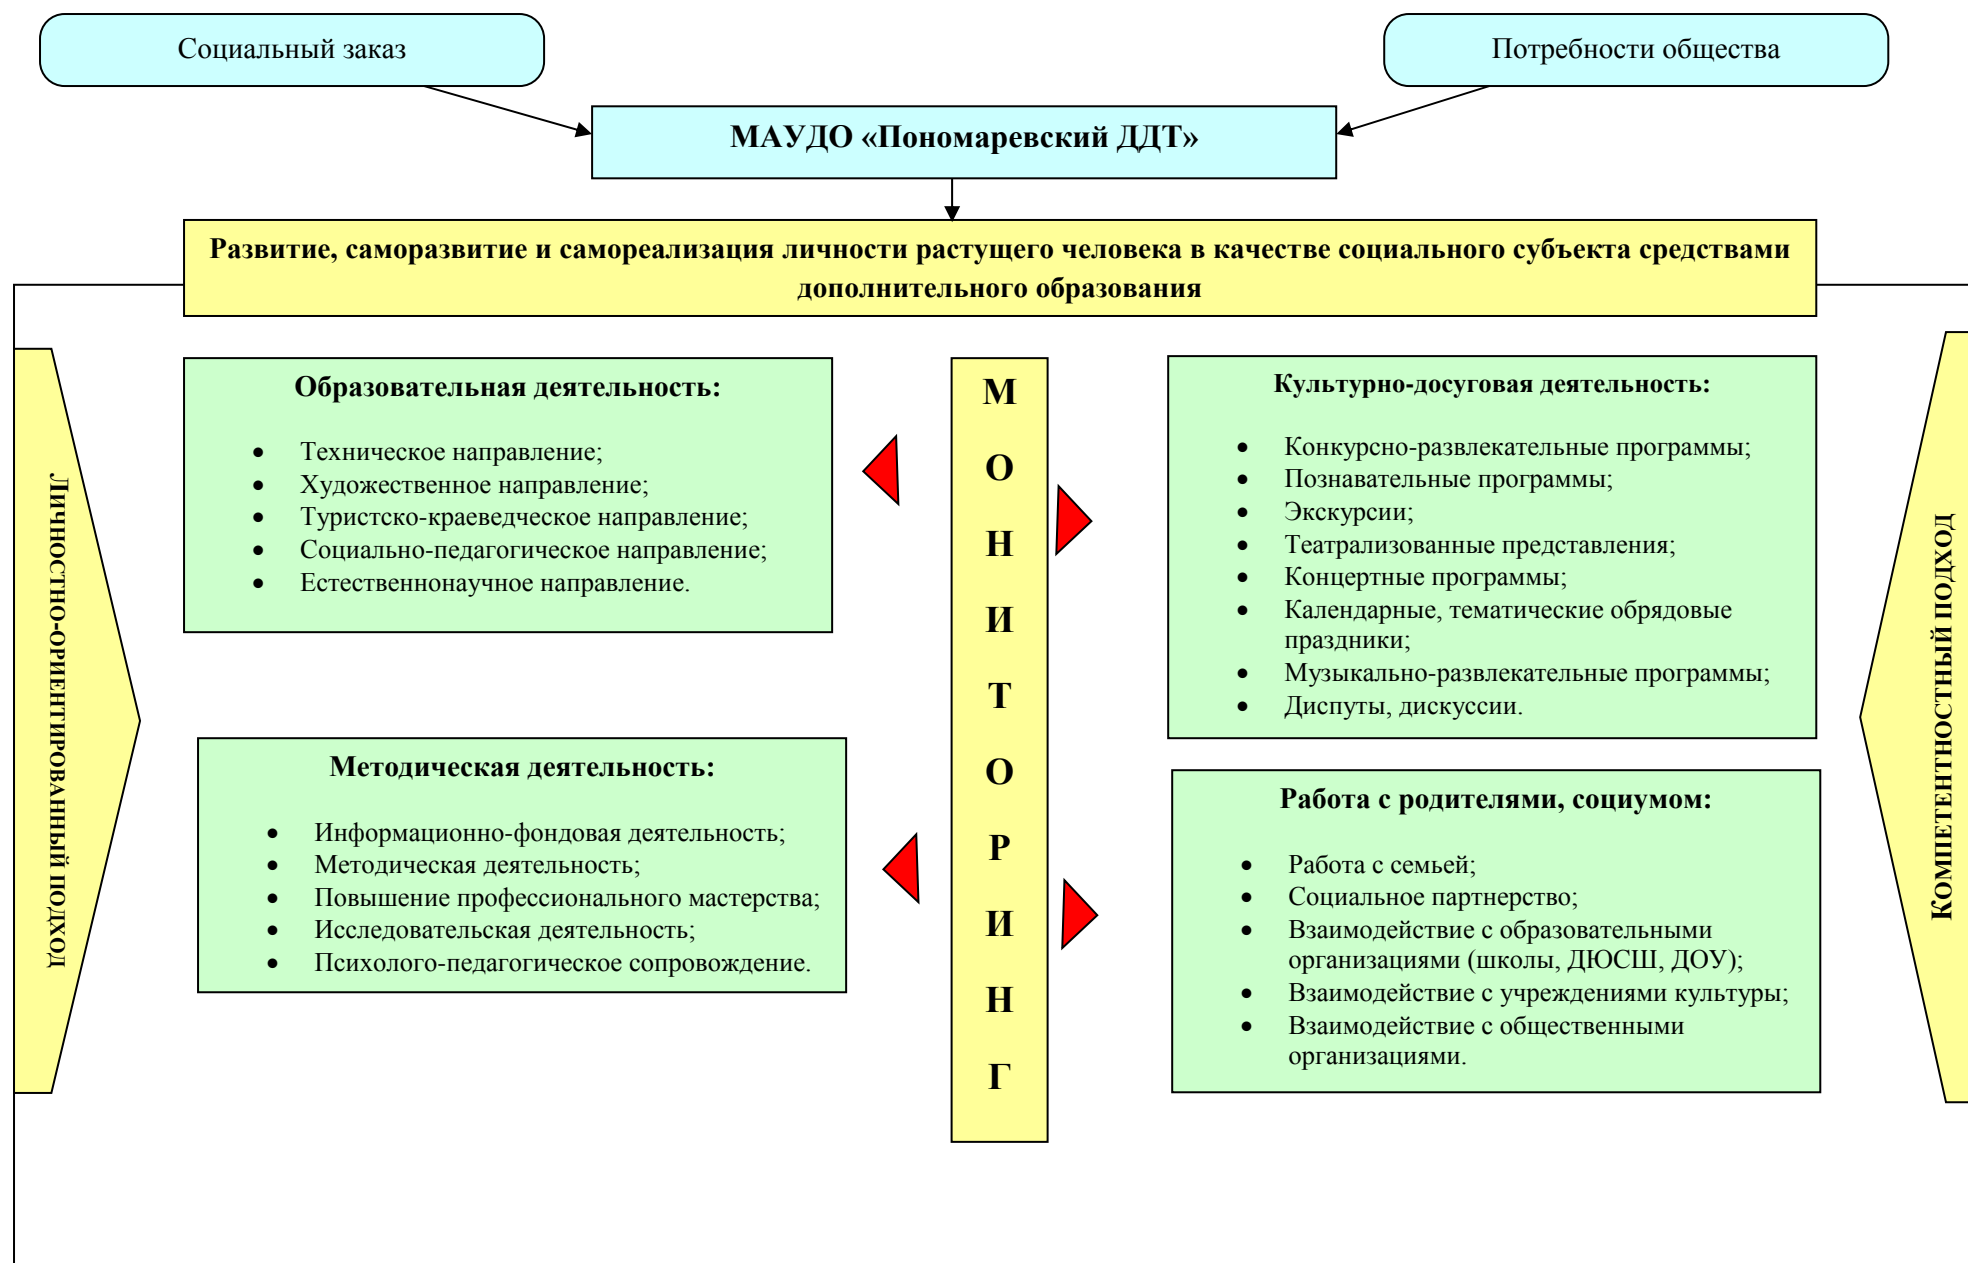 Социальный заказ
Потребности общества
МАУДО «Пономаревский ДДТ»
Развитие, саморазвитие и самореализация личности растущего человека в качестве социального субъекта средствами
дополнительного образования
Личностно-ориентированный подход
Образовательная деятельность:
• Техническое направление;
• Художественное направление;
• Туристско-краеведческое направление;
• Социально-педагогическое направление;
• Естественнонаучное направление.
Методическая деятельность:
• Информационно-фондовая деятельность;
• Методическая деятельность;
• Повышение профессионального мастерства;
• Исследовательская деятельность;
• Психолого-педагогическое сопровождение.
М
О
Н
И
Т
О
Р
И
Н
Г
Культурно-досуговая деятельность:
• Конкурсно-развлекательные программы;
• Познавательные программы;
• Экскурсии;
• Театрализованные представления;
• Концертные программы;
• Календарные, тематические обрядовые
праздники;
• Музыкально-развлекательные программы;
• Диспуты, дискуссии.
Работа с родителями, социумом:
• Работа с семьей;
• Социальное партнерство;
• Взаимодействие с образовательными
организациями (школы, ДЮСШ, ДОУ);
• Взаимодействие с учреждениями культуры;
• Взаимодействие с общественными
организациями.
Компетентностный подход